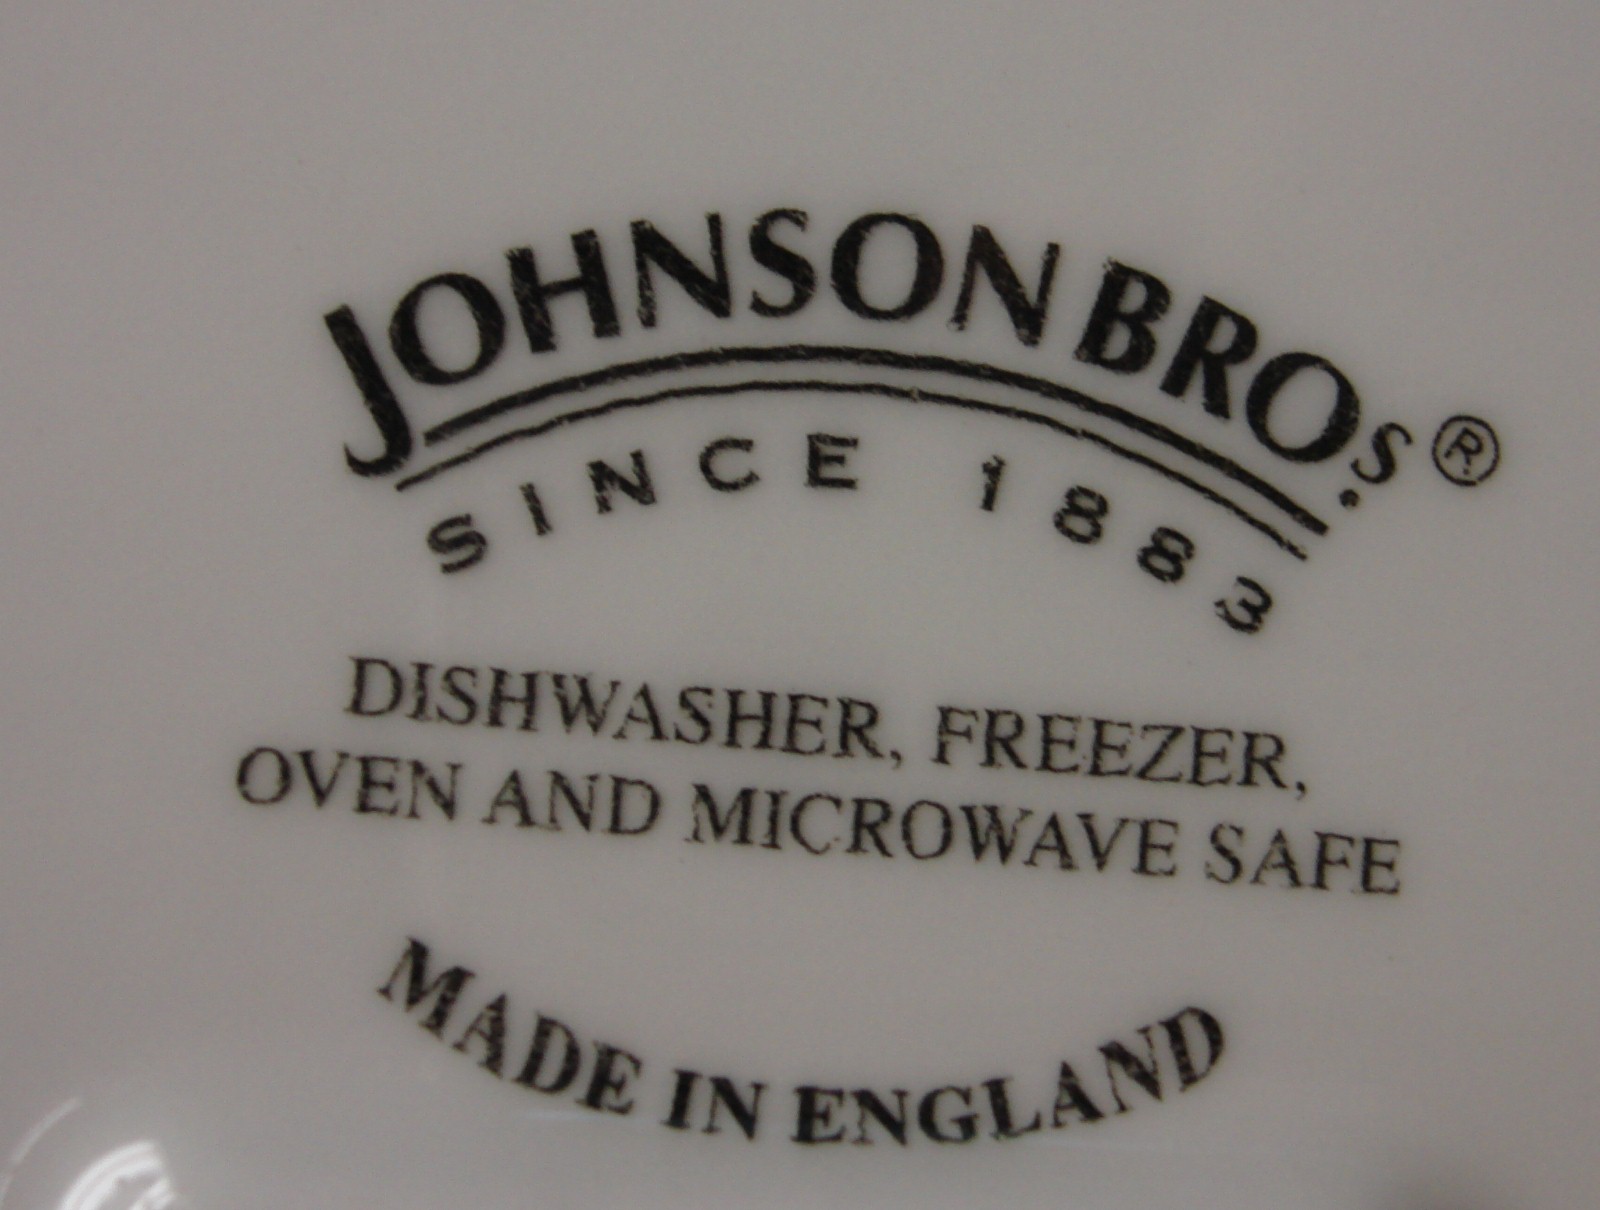 JOHNSON BROS. ®
SINCE 1883
DISHWASHER, FREEZER,
OVEN AND MICROWAVE SAFE
MADE IN ENGLAND